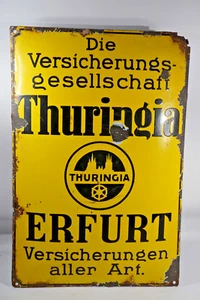 Die
Versicherungs-
gesellschaft
Thuringia
THURINGIA
ERFURT
Versicherungen
aller Art.